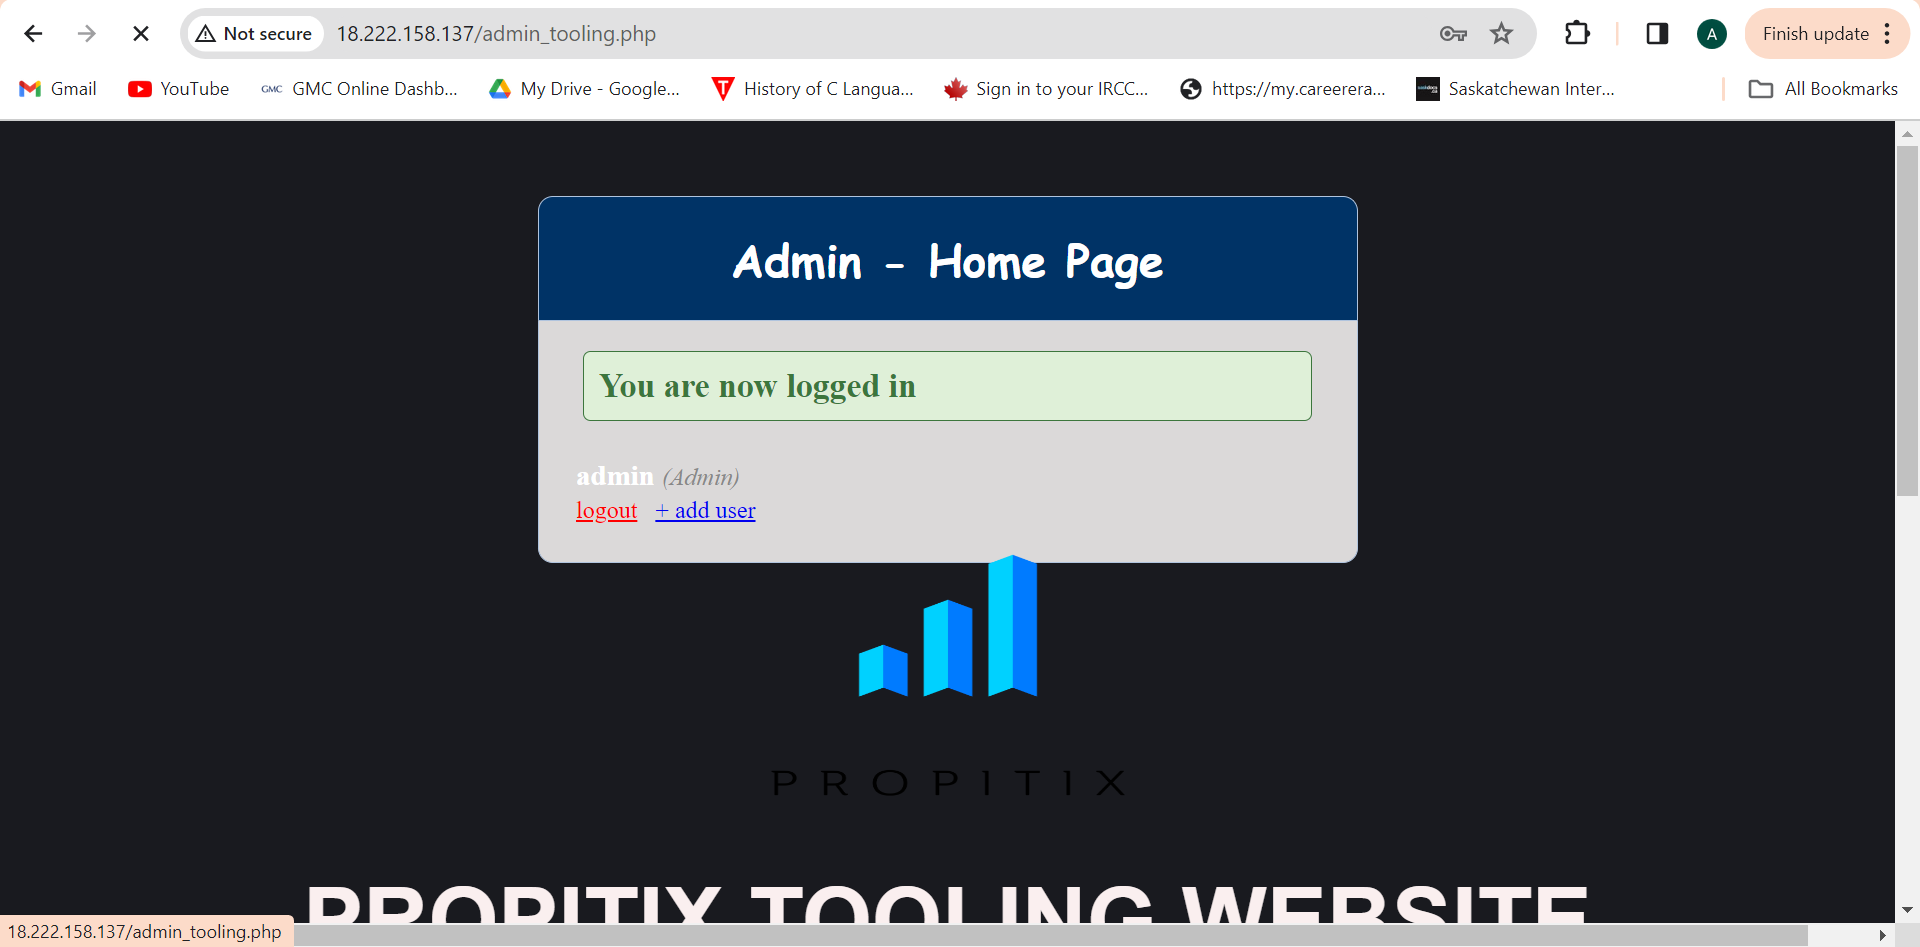 Not secure 18.222.158.137/admin_tooling.php A Finish update
Gmail YouTube GMC GMC Online Dashb... My Drive - Google... History of C Langua... Sign in to your IRCC... https://my.careerera... Saskatchewan Inter... All Bookmarks
Admin - Home Page
You are now logged in
admin (Admin)
logout + add user
PROPITIX
PROPITIX TOOLING WEBSITE
18.222.158.137/admin_tooling.php